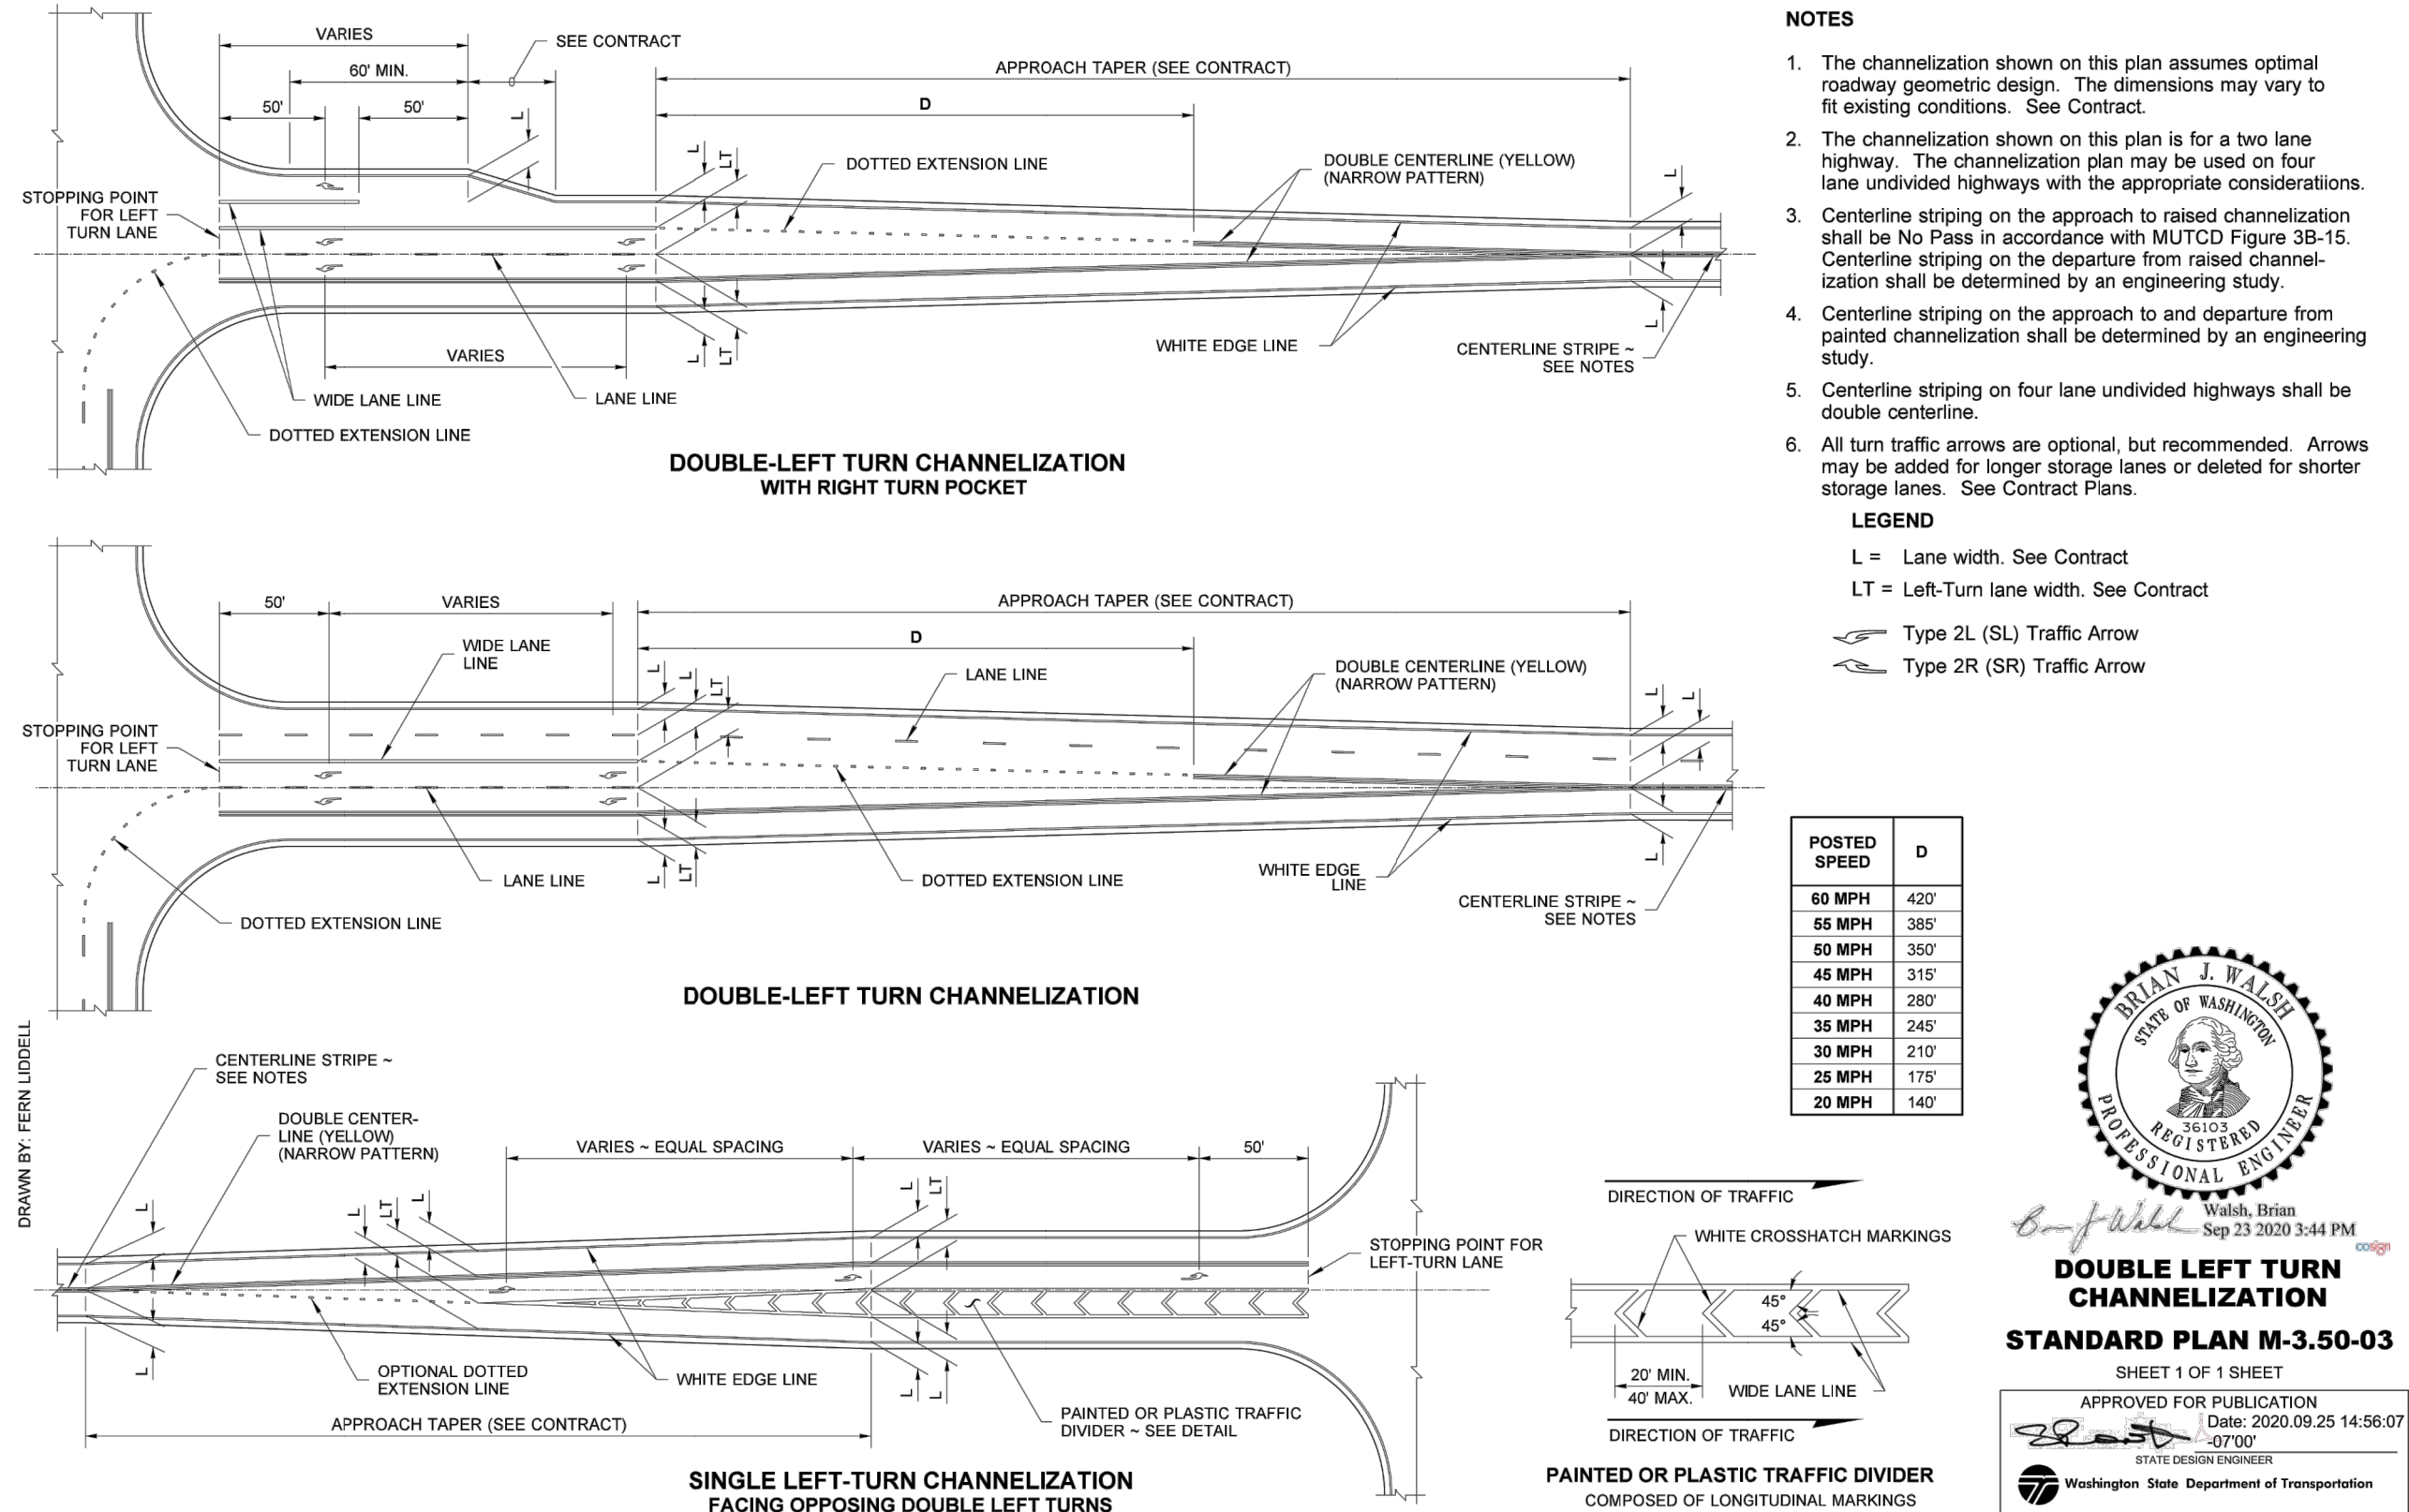 VARIES
SEE CONTRACT
60' MIN.
APPROACH TAPER (SEE CONTRACT)
50'
50'
D
L
L
LT
DOTTED EXTENSION LINE
DOUBLE CENTERLINE (YELLOW)
(NARROW PATTERN)
L
STOPPING POINT
FOR LEFT
TURN LANE
VARIES
L
LT
WHITE EDGE LINE
L
CENTERLINE STRIPE ~
SEE NOTES
WIDE LANE LINE
LANE LINE
DOTTED EXTENSION LINE
DOUBLE-LEFT TURN CHANNELIZATION
WITH RIGHT TURN POCKET
NOTES
1. The channelization shown on this plan assumes optimal
roadway geometric design. The dimensions may vary to
fit existing conditions. See Contract.
2. The channelization shown on this plan is for a two lane
highway. The channelization plan may be used on four
lane undivided highways with the appropriate consideratiions.
3. Centerline striping on the approach to raised channelization
shall be No Pass in accordance with MUTCD Figure 3B-15.
Centerline striping on the departure from raised channel-
ization shall be determined by an engineering study.
4. Centerline striping on the approach to and departure from
painted channelization shall be determined by an engineering
study.
5. Centerline striping on four lane undivided highways shall be
double centerline.
6. All turn traffic arrows are optional, but recommended. Arrows
may be added for longer storage lanes or deleted for shorter
storage lanes. See Contract Plans.
LEGEND
L = Lane width. See Contract
LT = Left-Turn lane width. See Contract
Type 2L (SL) Traffic Arrow
Type 2R (SR) Traffic Arrow
50'
VARIES
APPROACH TAPER (SEE CONTRACT)
D
WIDE LANE
LINE
L
L
LT
LANE LINE
DOUBLE CENTERLINE (YELLOW)
(NARROW PATTERN)
L
L
STOPPING POINT
FOR LEFT
TURN LANE
LANE LINE
L
LT
DOTTED EXTENSION LINE
WHITE EDGE
LINE
L
CENTERLINE STRIPE ~
SEE NOTES
DOTTED EXTENSION LINE
DOUBLE-LEFT TURN CHANNELIZATION
POSTED SPEED D
60 MPH 420'
55 MPH 385'
50 MPH 350'
45 MPH 315'
40 MPH 280'
35 MPH 245'
30 MPH 210'
25 MPH 175'
20 MPH 140'
DRAWN BY: FERN LIDDELL
CENTERLINE STRIPE ~
SEE NOTES
DOUBLE CENTER-
LINE (YELLOW)
(NARROW PATTERN)
VARIES ~ EQUAL SPACING
VARIES ~ EQUAL SPACING
50'
L
L
LT
L
L
LT
STOPPING POINT FOR
LEFT-TURN LANE
L
OPTIONAL DOTTED
EXTENSION LINE
WHITE EDGE LINE
L
L
PAINTED OR PLASTIC TRAFFIC
DIVIDER ~ SEE DETAIL
APPROACH TAPER (SEE CONTRACT)
SINGLE LEFT-TURN CHANNELIZATION
FACING OPPOSING DOUBLE LEFT TURNS
DIRECTION OF TRAFFIC
WHITE CROSSHATCH MARKINGS
45°
45°
20' MIN.
40' MAX.
WIDE LANE LINE
DIRECTION OF TRAFFIC
PAINTED OR PLASTIC TRAFFIC DIVIDER
COMPOSED OF LONGITUDINAL MARKINGS
BRIAN J. WALSH
STATE OF WASHINGTON
36103
REGISTERED
PROFESSIONAL ENGINEER
Walsh, Brian
Sep 23 2020 3:44 PM
cosign
DOUBLE LEFT TURN
CHANNELIZATION
STANDARD PLAN M-3.50-03
SHEET 1 OF 1 SHEET
APPROVED FOR PUBLICATION
Date: 2020.09.25 14:56:07
-07'00'
STATE DESIGN ENGINEER
Washington State Department of Transportation